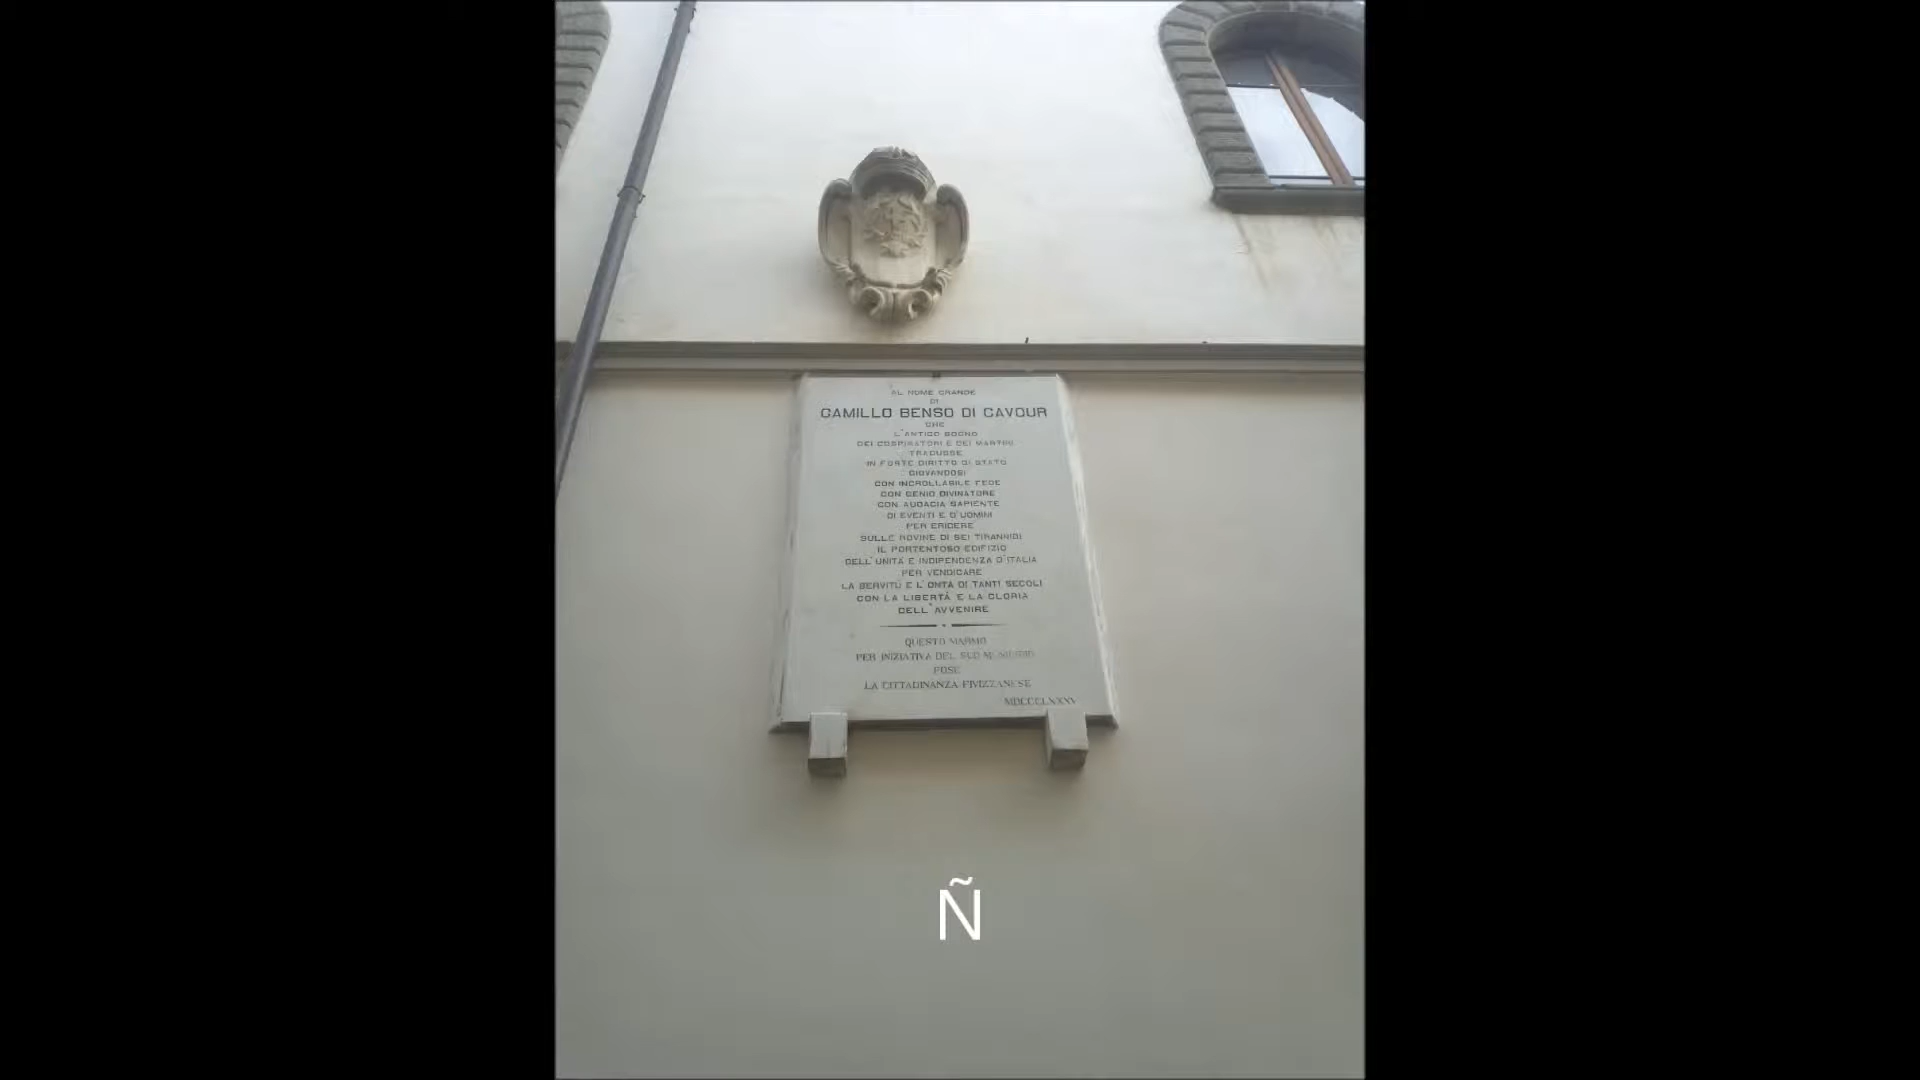 AL NOME GRANDE
DI
CAMILLO BENSO DI CAVOUR
CHE
L'ANTICO SOGNO
DEI COSPIRATORI E DEI MARTIRI
TRADUSSE
IN FORTE DIRITTO DI STATO
GIOVANDOSI
CON INCROLLABILE FEDE
CON GENIO DIVINATORE
CON AUDACIA SAPIENTE
DI EVENTI E D'UOMINI
PER ERIGERE
SULLE ROVINE DI SEI TIRANNIDI
IL PORTENTOSO EDIFIZIO
DELL'UNITÀ E INDIPENDENZA D'ITALIA
PER VENDICARE
LA SERVITÙ E L'ONTA DI TANTI SECOLI
CON LA LIBERTÀ E LA GLORIA
DELL'AVVENIRE
QUESTO MARMO
PER INIZIATIVA DEL SUO
POSE
LA CITTADINANZA FIVIZZANESE
Ñ